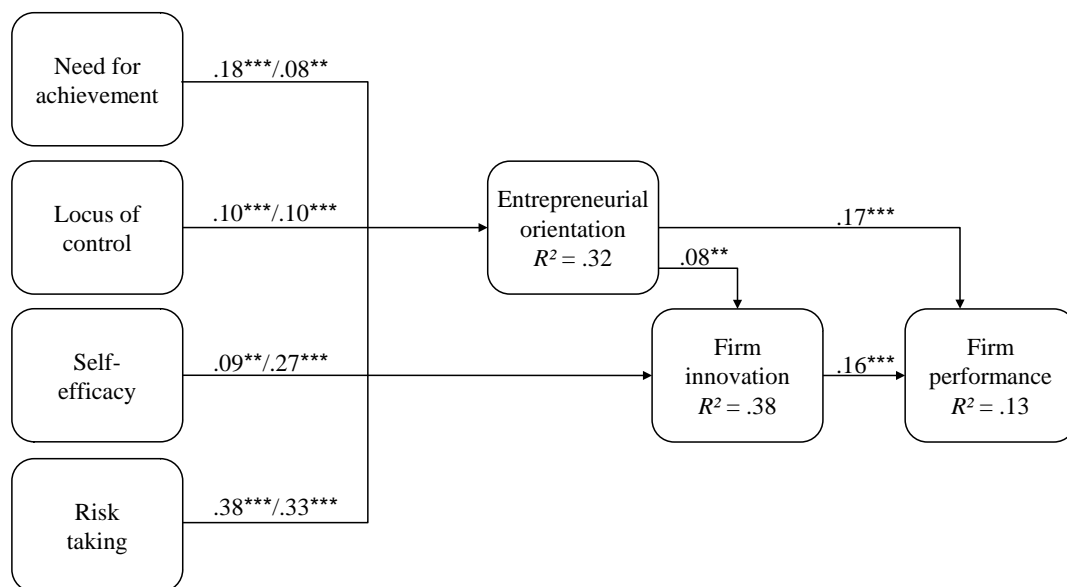 Need for
achievement
.18***/.08**
Locus of
control
.10***/.10***
Entrepreneurial
orientation
R² = .32
.17***
.08**
Self-
efficacy
.09**/.27***
Firm
innovation
R² = .38
.16***
Firm
performance
R² = .13
Risk
taking
.38***/.33***